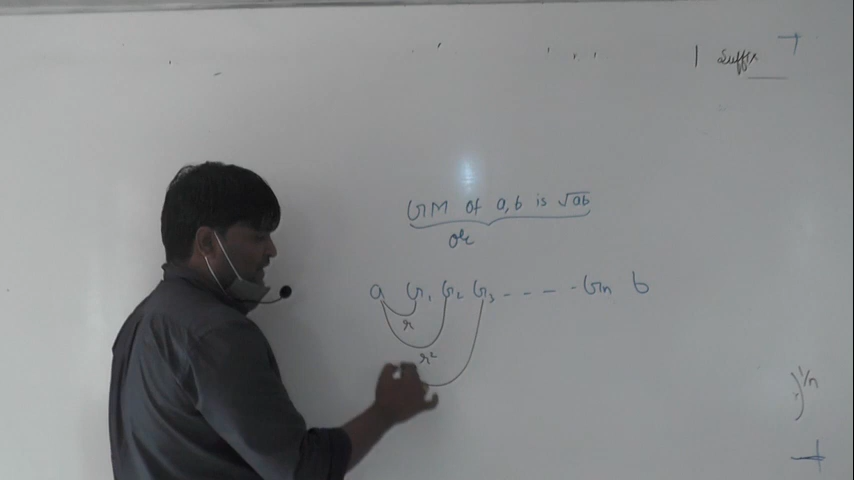 Suffix
GM of a,b is √ab
or
a G₁ G₂ G₃ - - - - Gn b
r
r²
)^1/n